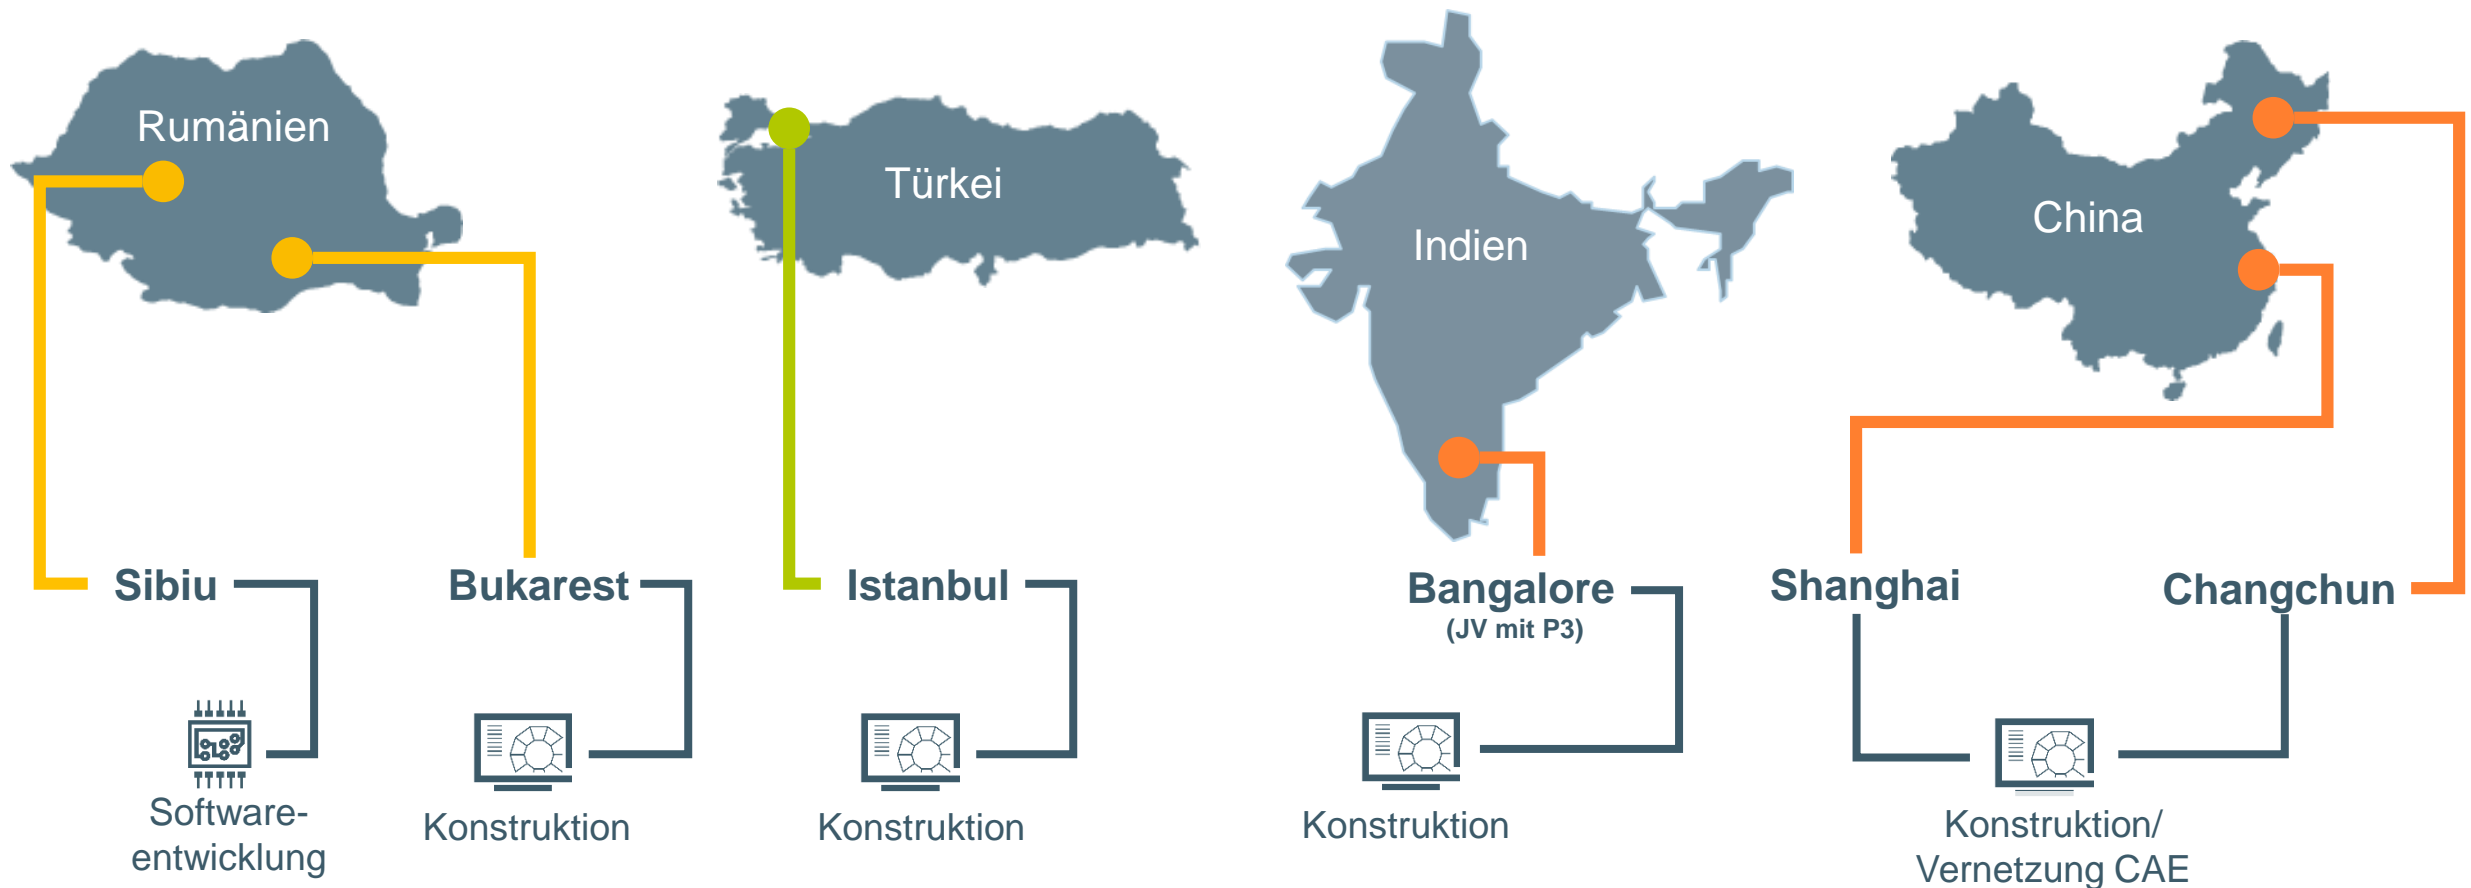 Rumänien
Türkei
Indien
China
Sibiu
Bukarest
Istanbul
Bangalore
(JV mit P3)
Shanghai
Changchun
Software-
entwicklung
Konstruktion
Konstruktion
Konstruktion
Konstruktion/
Vernetzung CAE